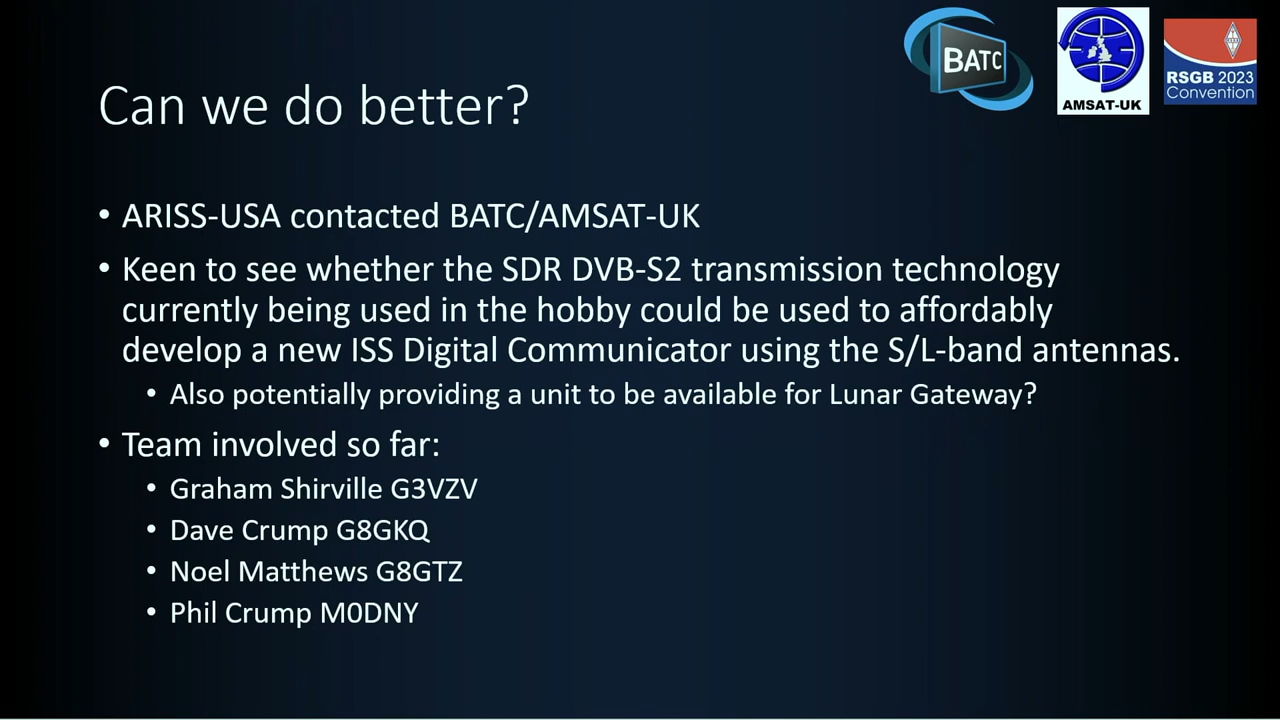 BATC
AMSAT-UK
RSGB 2023
Convention
Can we do better?
• ARISS-USA contacted BATC/AMSAT-UK
• Keen to see whether the SDR DVB-S2 transmission technology
currently being used in the hobby could be used to affordably
develop a new ISS Digital Communicator using the S/L-band antennas.
• Also potentially providing a unit to be available for Lunar Gateway?
• Team involved so far:
• Graham Shirville G3VZV
• Dave Crump G8GKQ
• Noel Matthews G8GTZ
• Phil Crump M0DNY